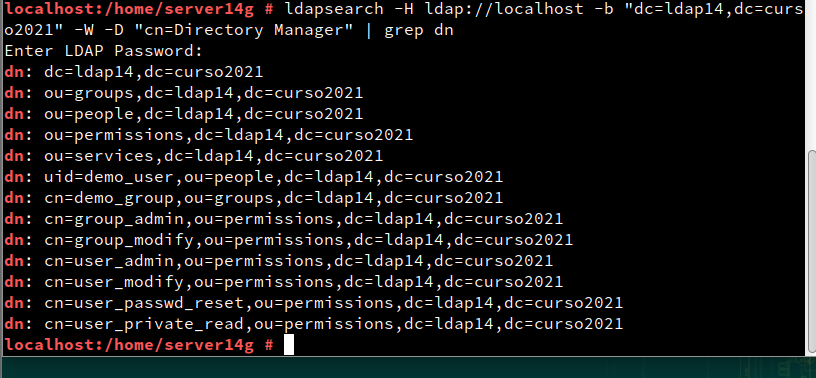 localhost:/home/server14g # ldapsearch -H ldap://localhost -b "dc=ldap14,dc=curs
o2021" -W -D "cn=Directory Manager" | grep dn
Enter LDAP Password:
dn: dc=ldap14,dc=curso2021
dn: ou=groups,dc=ldap14,dc=curso2021
dn: ou=people,dc=ldap14,dc=curso2021
dn: ou=permissions,dc=ldap14,dc=curso2021
dn: ou=services,dc=ldap14,dc=curso2021
dn: uid=demo_user,ou=people,dc=ldap14,dc=curso2021
dn: cn=demo_group,ou=groups,dc=ldap14,dc=curso2021
dn: cn=group_admin,ou=permissions,dc=ldap14,dc=curso2021
dn: cn=group_modify,ou=permissions,dc=ldap14,dc=curso2021
dn: cn=user_admin,ou=permissions,dc=ldap14,dc=curso2021
dn: cn=user_modify,ou=permissions,dc=ldap14,dc=curso2021
dn: cn=user_passwd_reset,ou=permissions,dc=ldap14,dc=curso2021
dn: cn=user_private_read,ou=permissions,dc=ldap14,dc=curso2021
localhost:/home/server14g #